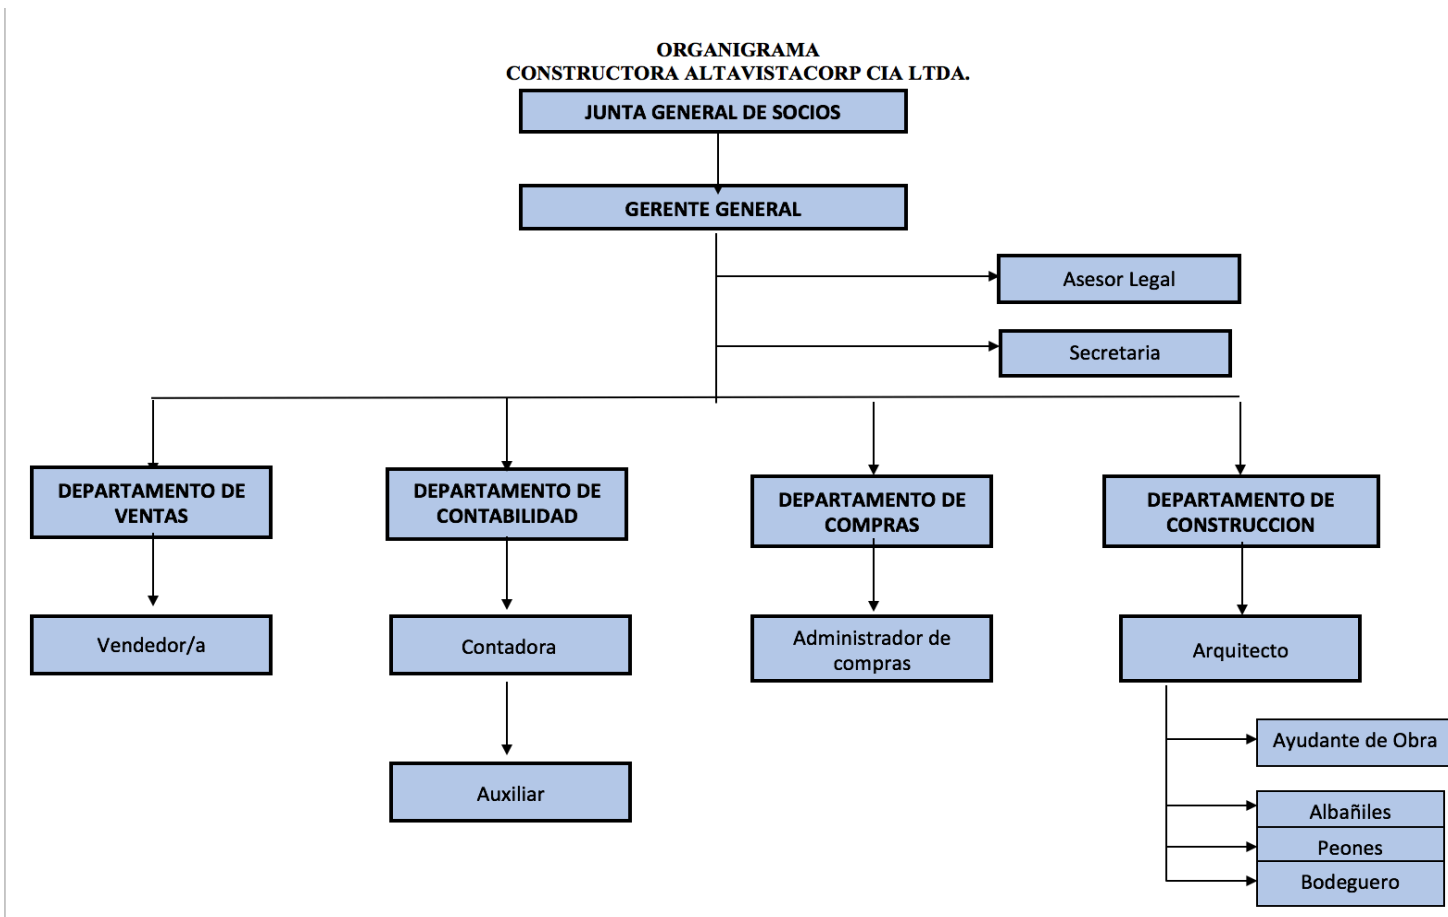 ORGANIGRAMA
CONSTRUCTORA ALTAVISTACORP CIA LTDA.
JUNTA GENERAL DE SOCIOS
GERENTE GENERAL
Asesor Legal
Secretaria
DEPARTAMENTO DE
VENTAS
DEPARTAMENTO DE
CONTABILIDAD
DEPARTAMENTO DE
COMPRAS
DEPARTAMENTO DE
CONSTRUCCION
Vendedor/a
Contadora
Administrador de
compras
Arquitecto
Auxiliar
Ayudante de Obra
Albañiles
Peones
Bodeguero